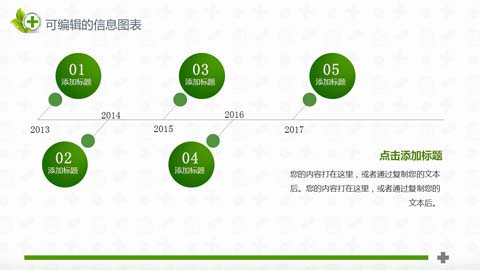 可编辑的信息图表
01
添加标题
03
添加标题
05
添加标题
2013
2014
2015
2016
2017
02
添加标题
04
添加标题
点击添加标题
您的内容打在这里，或者通过复制您的文本
后。您的内容打在这里，或者通过复制您的
文本后。